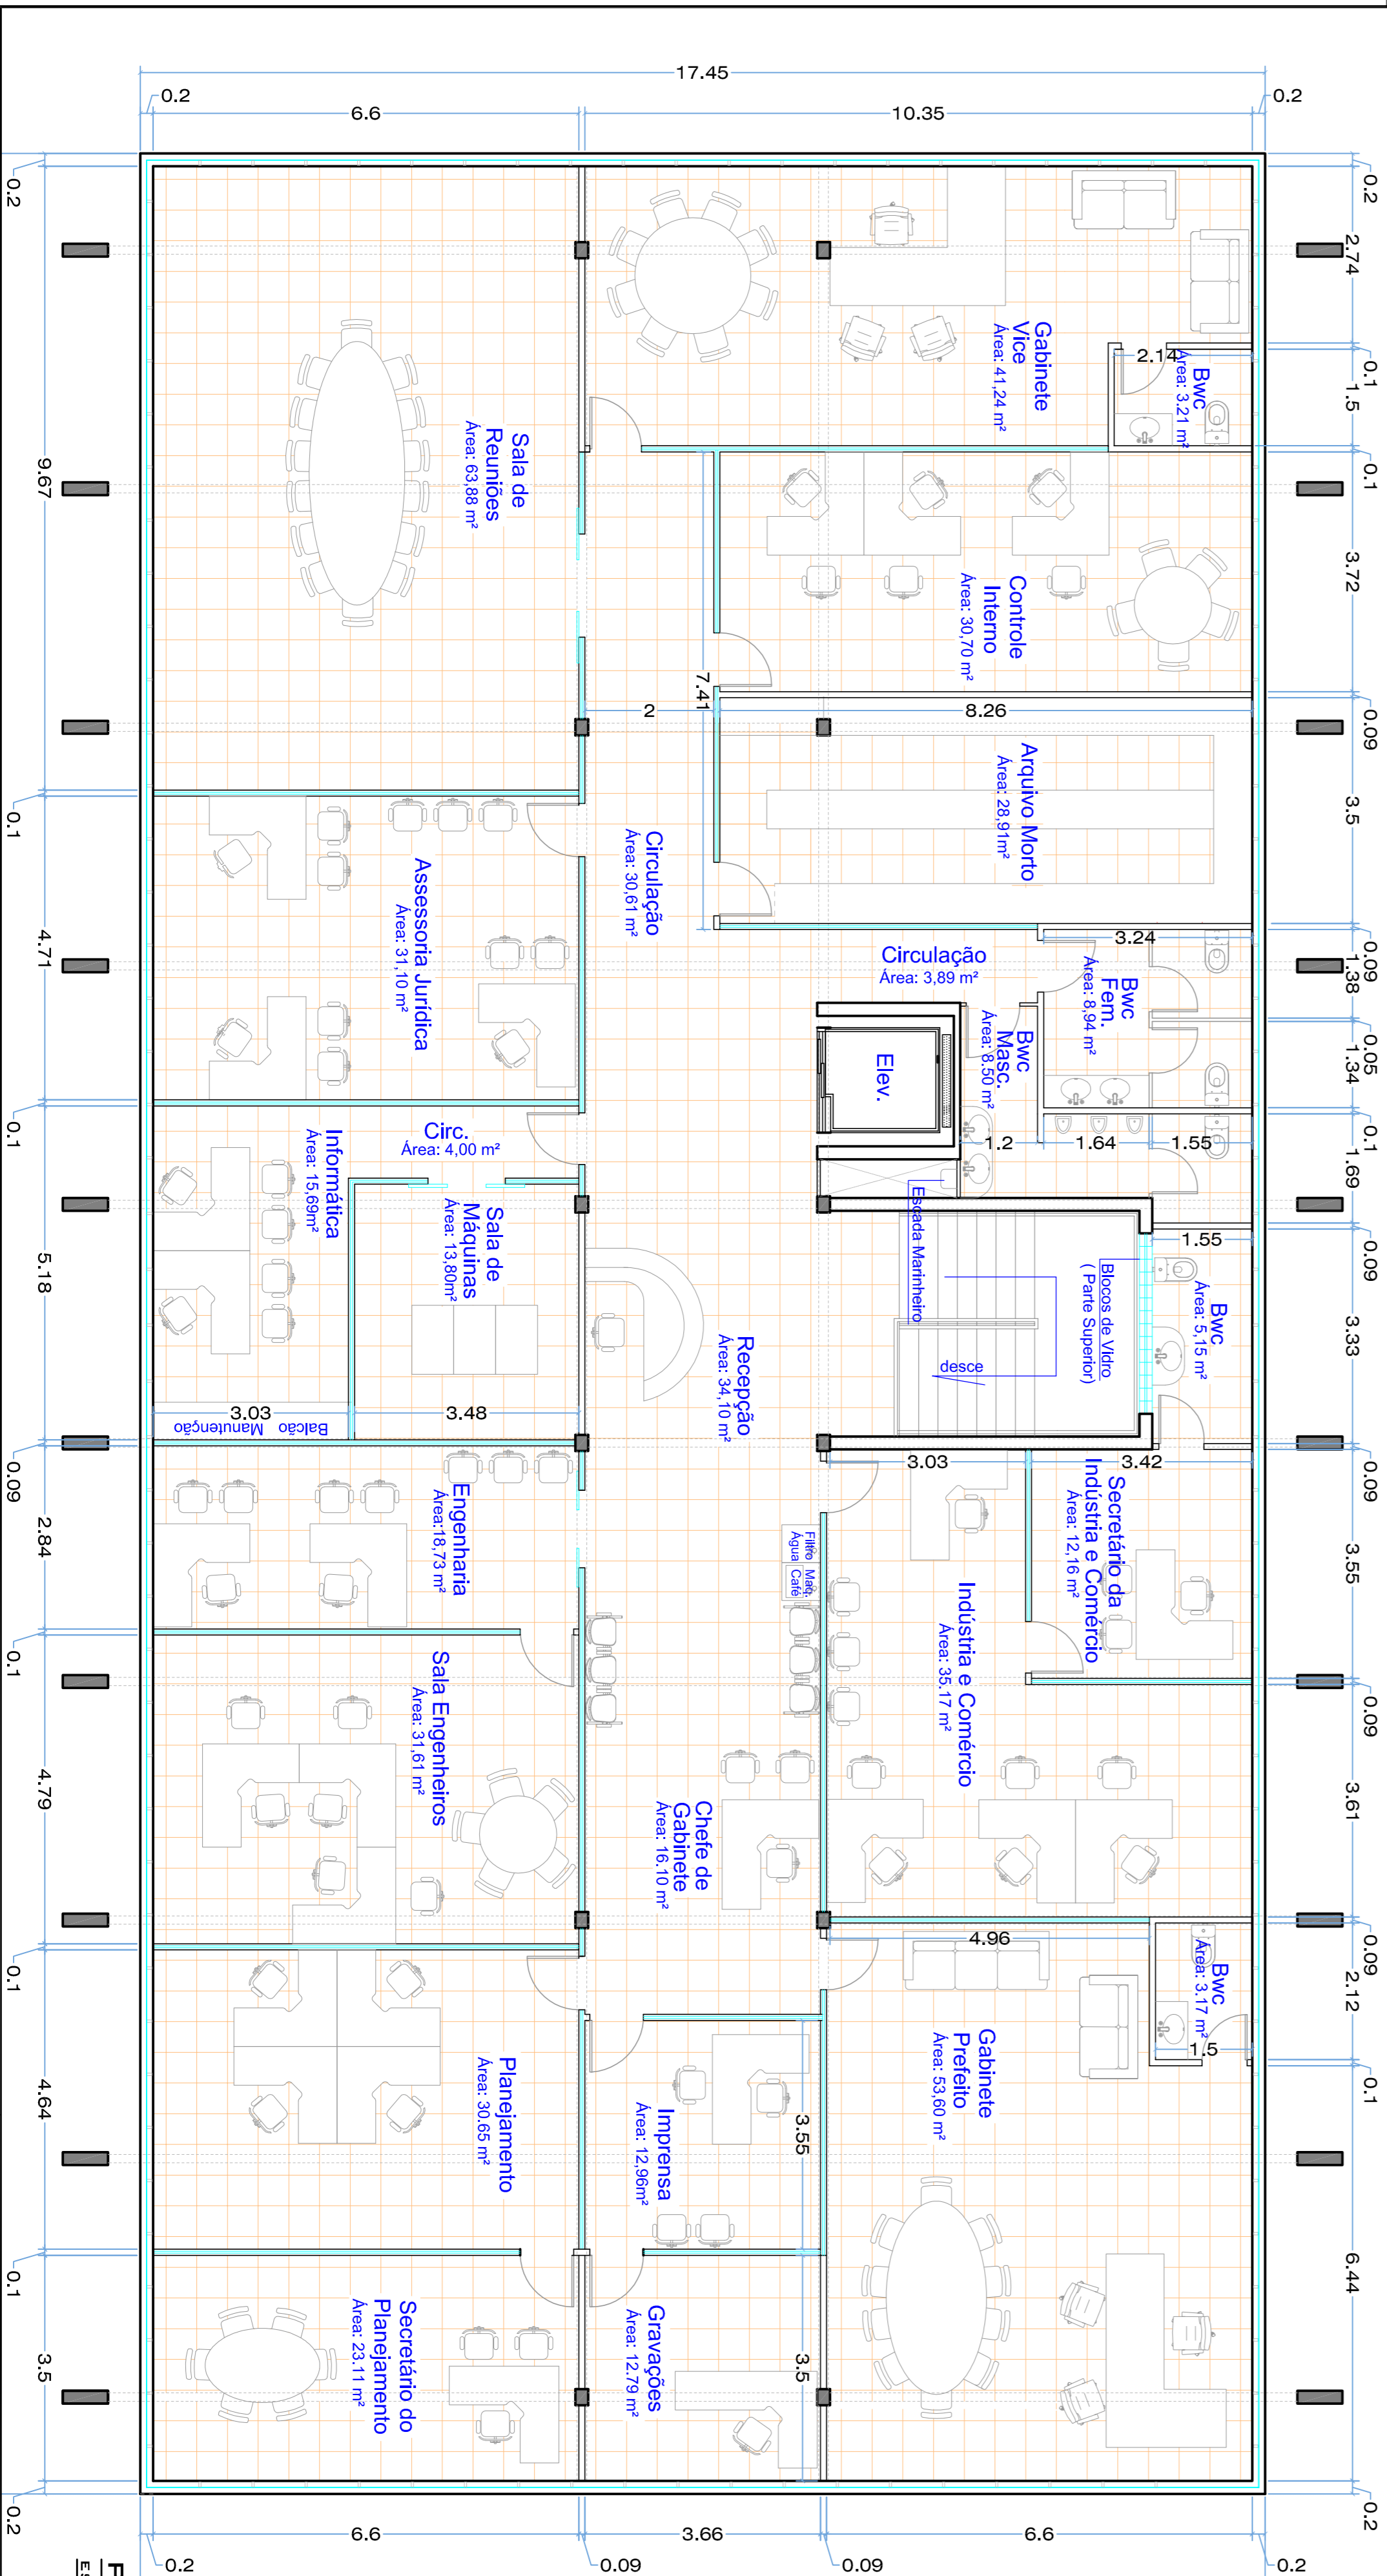 17.45
0.2
6.6
10.35
0.2
0.2
2.74
0.1
1.5
0.1
3.72
0.09
3.5
0.09
1.38
0.05
1.34
0.1
1.69
0.09
3.33
0.09
3.55
0.09
3.61
0.09
2.12
0.1
6.44
0.2
0.2
9.67
0.1
4.71
0.1
5.18
0.09
2.84
0.1
4.79
0.1
4.64
0.1
3.5
0.2
Gabinete
Vice
Área: 41,24 m²
Bwc
Área: 3.21 m²
2.14
Sala de
Reuniões
Área: 63,88 m²
Controle
Interno
Área: 30,70 m²
7.41
2
8.26
Arquivo Morto
Área: 28,91m²
Circulação
Área: 30,61 m²
Assessoria Jurídica
Área: 31,10 m²
Circulação
Área: 3,89 m²
3.24
Bwc
Fem.
Área: 8,94 m²
Bwc
Masc.
Área: 8.50 m²
Elev.
1.2
1.64
1.55
Circ.
Área: 4,00 m²
Informática
Área: 15,69m²
Sala de
Máquinas
Área: 13,80m²
Escada Marinheiro
Blocos de Vidro
( Parte Superior)
desce
1.55
Bwc
Área: 5,15 m²
Recepção
Área: 34,10 m²
3.03
3.48
Balcão Manutenção
3.03
3.42
Engenharia
Área:18,73 m²
Filtro
Água
Maq.
Café
Secretário da
Indústria e Comércio
Área: 12,16 m²
Indústria e Comércio
Área: 35.17 m²
Sala Engenheiros
Área: 31,61 m²
Chefe de
Gabinete
Área: 16.10 m²
4.96
Bwc
Área: 3.17 m²
1.5
Gabinete
Prefeito
Área: 53,60 m²
Planejamento
Área: 30.65 m²
Imprensa
Área: 12,96m²
3.55
Secretário do
Planejamento
Área: 23.11 m²
Gravações
Área: 12.79 m²
3.5
6.6
3.66
6.6
0.2
0.09
0.09
0.2